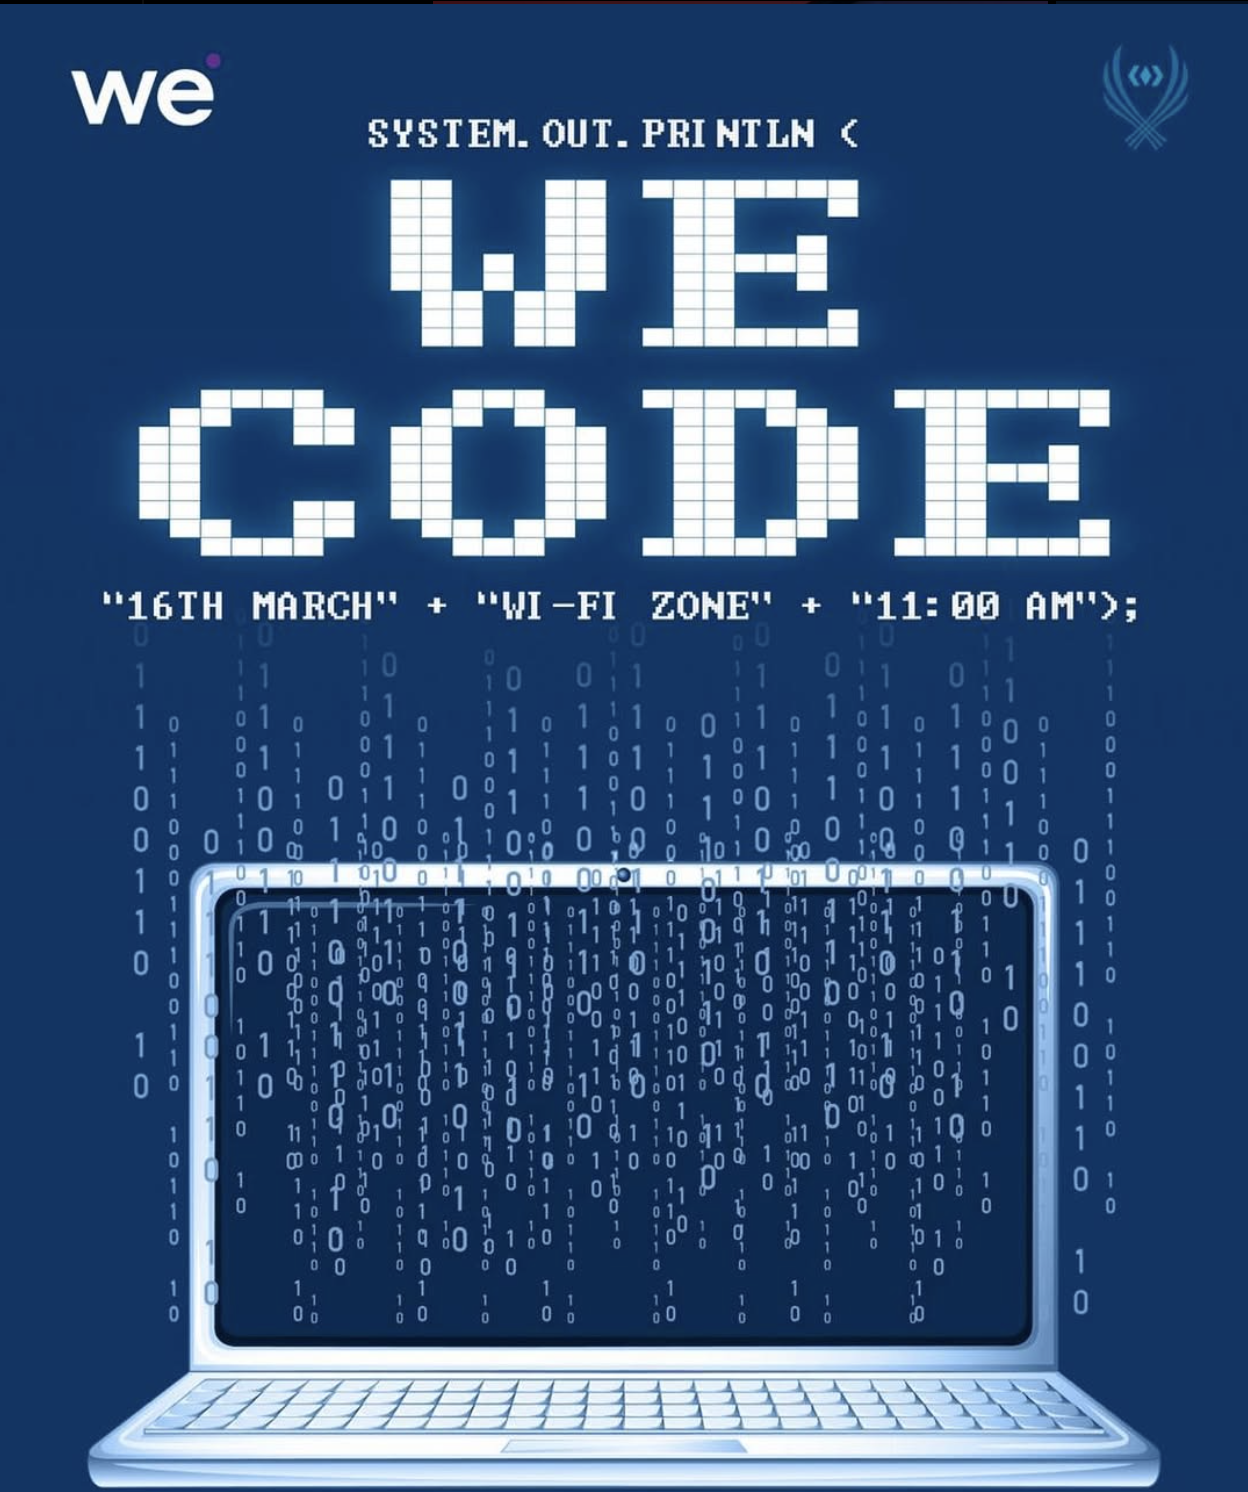 we
SYSTEM.OUT.PRINTLN (
WE
CODE
"16TH MARCH" + "WI-FI ZONE" + "11:00 AM");